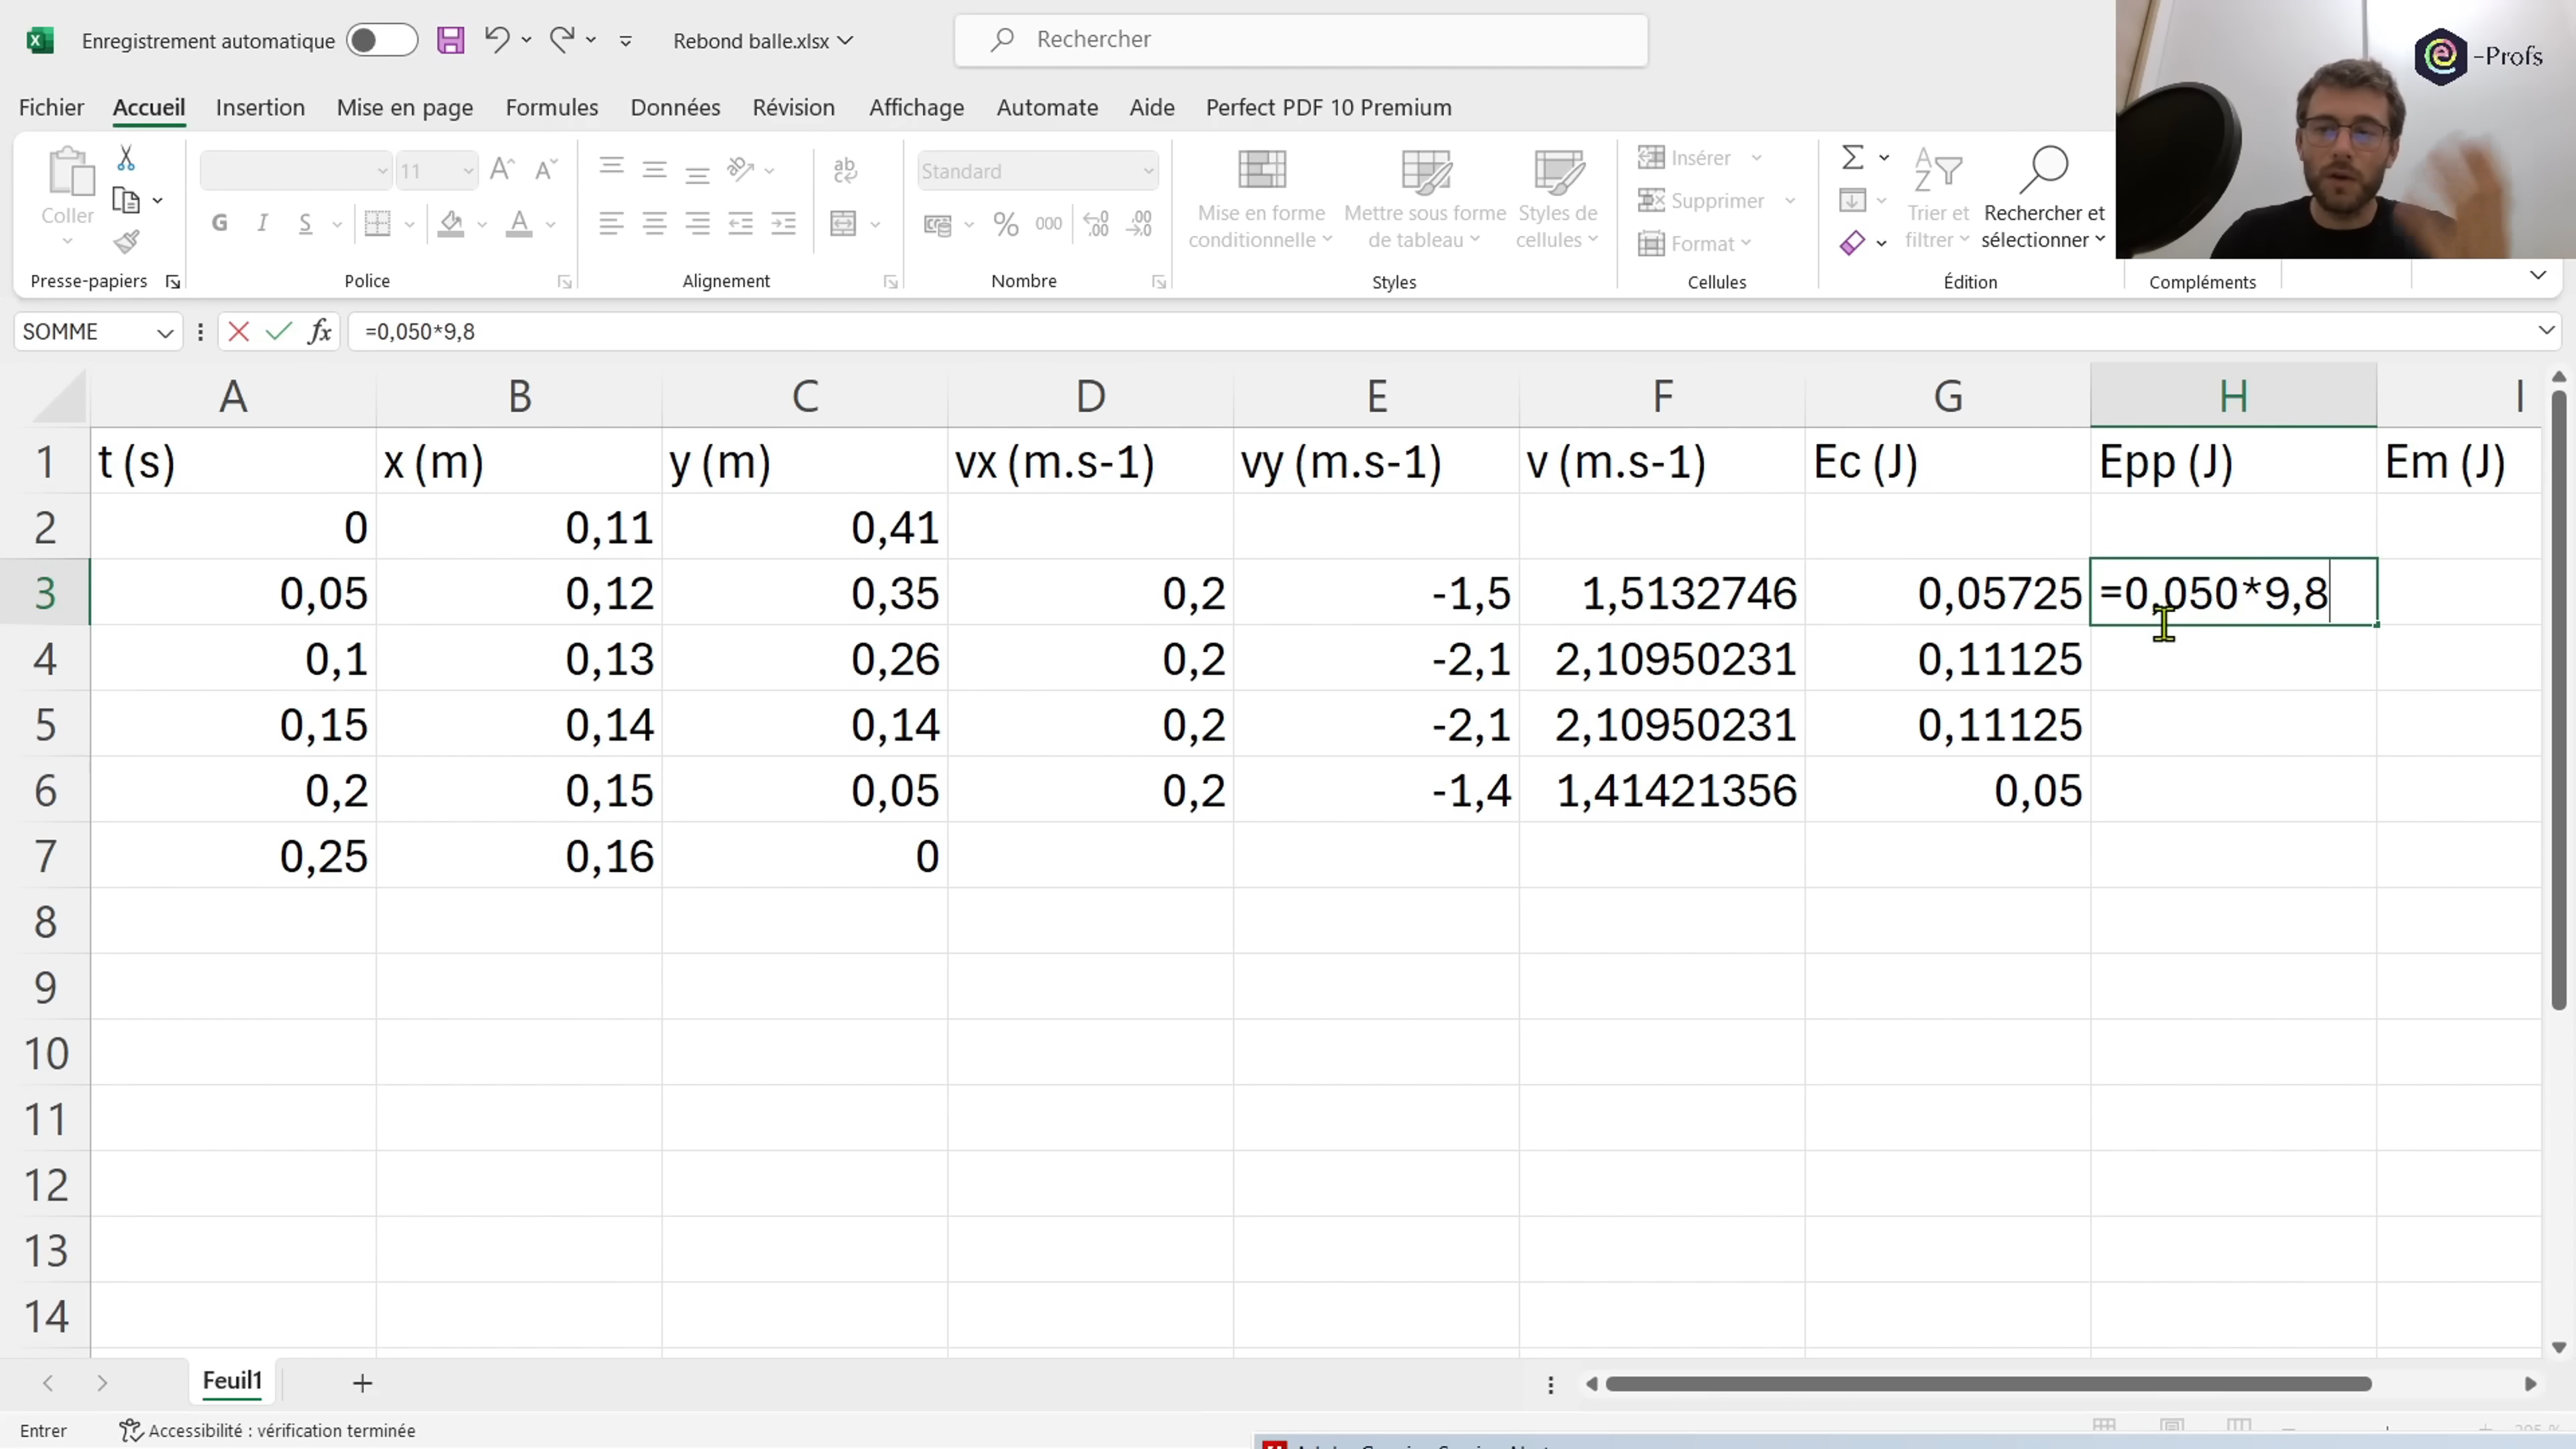 Enregistrement automatique
Rebond balle.xlsx
Rechercher
e -Profs
Fichier Accueil Insertion Mise en page Formules Données Révision Affichage Automate Aide Perfect PDF 10 Premium
Coller
11
Standard
G I S
% 000
Mise en forme conditionnelle
Mettre sous forme de tableau
Styles de cellules
Insérer
Supprimer
Format
Trier et filtrer
Rechercher et sélectionner
Presse-papiers Police Alignement Nombre Styles Cellules Édition Compléments
SOMME fx =0,050*9,8
A B C D E F G H I
1 t (s) x (m) y (m) vx (m.s-1) vy (m.s-1) v (m.s-1) Ec (J) Epp (J) Em (J)
2 0 0,11 0,41
3 0,05 0,12 0,35 0,2 -1,5 1,5132746 0,05725 =0,050*9,8
4 0,1 0,13 0,26 0,2 -2,1 2,10950231 0,11125
5 0,15 0,14 0,14 0,2 -2,1 2,10950231 0,11125
6 0,2 0,15 0,05 0,2 -1,4 1,41421356 0,05
7 0,25 0,16 0
8
9
10
11
12
13
14
Feuil1
Entrer Accessibilité : vérification terminée